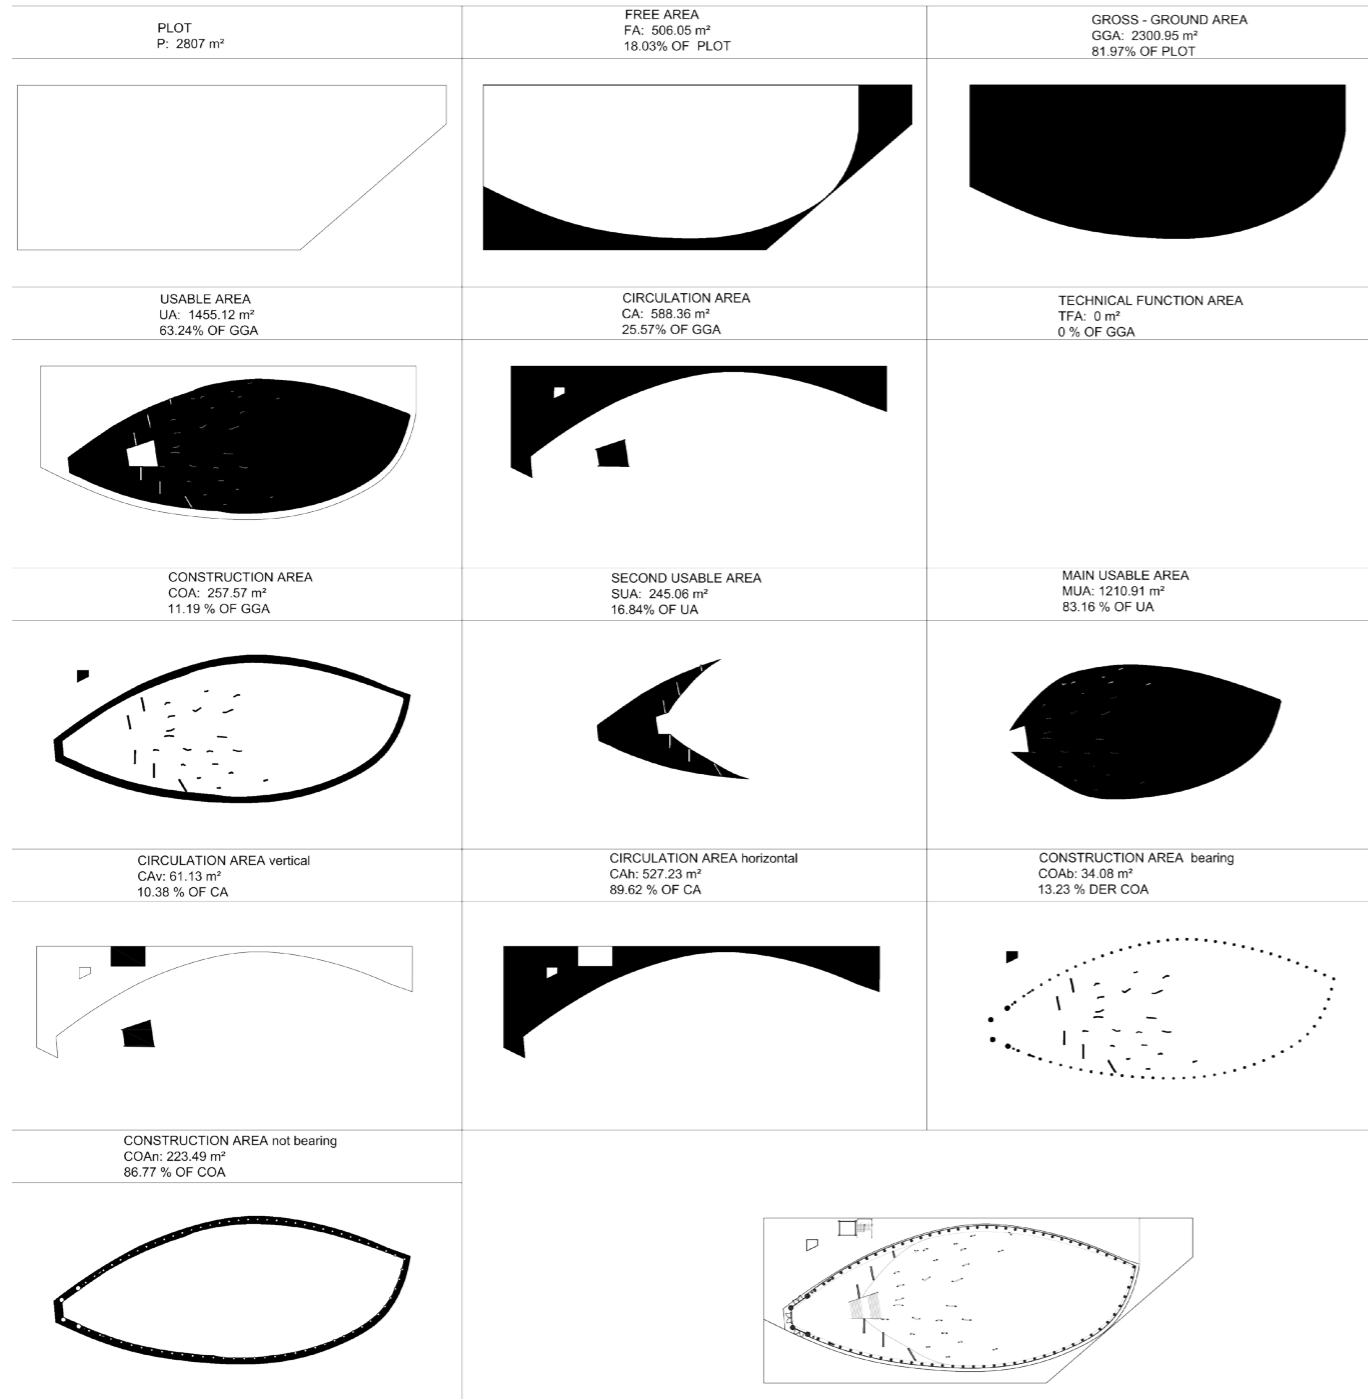 PLOT
P: 2807 m²
FREE AREA
FA: 506.05 m²
18.03% OF PLOT
GROSS - GROUND AREA
GGA: 2300.95 m²
81.97% OF PLOT
USABLE AREA
UA: 1455.12 m²
63.24% OF GGA
CIRCULATION AREA
CA: 588.36 m²
25.57% OF GGA
TECHNICAL FUNCTION AREA
TFA: 0 m²
0 % OF GGA
CONSTRUCTION AREA
COA: 257.57 m²
11.19 % OF GGA
SECOND USABLE AREA
SUA: 245.06 m²
16.84% OF UA
MAIN USABLE AREA
MUA: 1210.91 m²
83.16 % OF UA
CIRCULATION AREA vertical
CAv: 61.13 m²
10.38 % OF CA
CIRCULATION AREA horizontal
CAh: 527.23 m²
89.62 % OF CA
CONSTRUCTION AREA bearing
COAb: 34.08 m²
13.23 % DER COA
CONSTRUCTION AREA not bearing
COAn: 223.49 m²
86.77 % OF COA